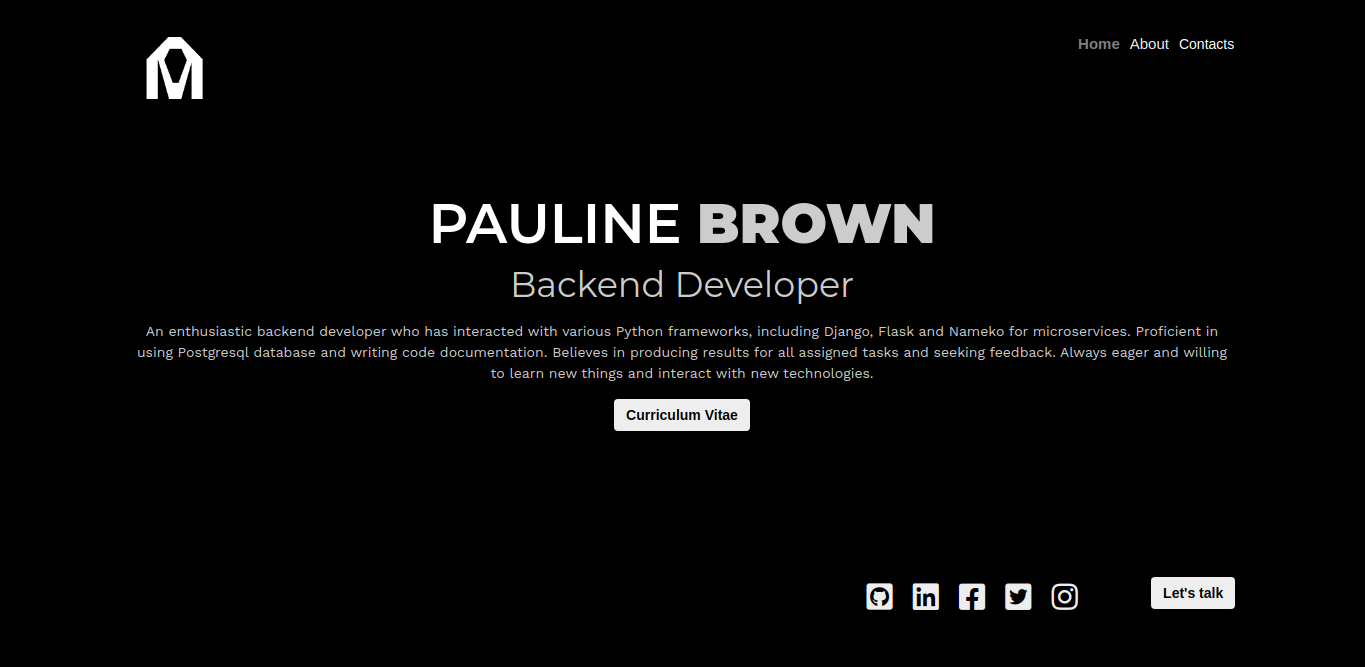 Home About Contacts
PAULINE BROWN
Backend Developer
An enthusiastic backend developer who has interacted with various Python frameworks, including Django, Flask and Nameko for microservices. Proficient in
using Postgresql database and writing code documentation. Believes in producing results for all assigned tasks and seeking feedback. Always eager and willing
to learn new things and interact with new technologies.
Curriculum Vitae
Let's talk